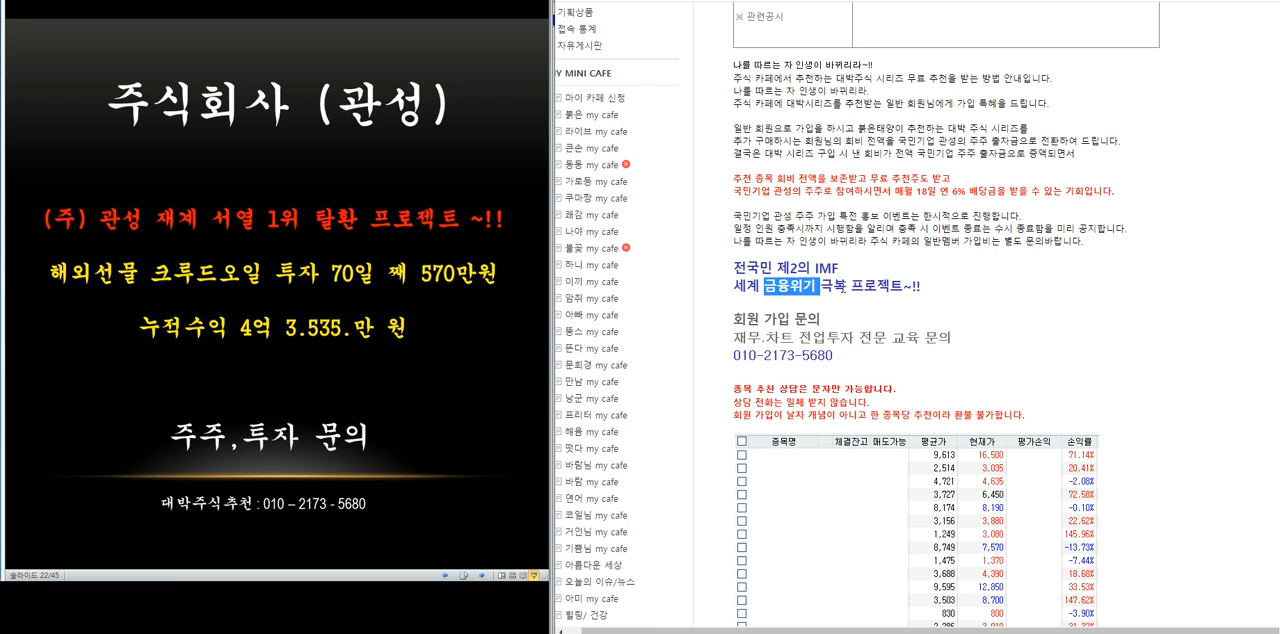 주식회사 (관성)
(주) 관성 재계 서열 1위 탈환 프로젝트 ~!!
해외선물 크루드오일 투자 70일 째 570만원
누적수익 4억 3.535.만 원
주주,투자 문의
대박주식추천 : 010 – 2173 - 5680
슬라이드 22/45
기획상품
접속 통계
자유게시판
Y MINI CAFE
마이 카페 신청
붉은 my cafe
라이브 my cafe
큰손 my cafe
동동 my cafe
가로등 my cafe
쿠마짱 my cafe
쾌감 my cafe
나야 my cafe
불꽃 my cafe
하니 my cafe
이끼 my cafe
암취 my cafe
아빠 my cafe
똥스 my cafe
뜬다 my cafe
문희경 my cafe
만남 my cafe
낭군 my cafe
프리터 my cafe
해음 my cafe
떳다 my cafe
바람님 my cafe
바람 my cafe
연어 my cafe
코일님 my cafe
거인님 my cafe
기쁨님 my cafe
아름다운 세상
오늘의 이슈/뉴스
아미 my cafe
힐링/ 건강
※ 관련공시
나를 따르는 자 인생이 바뀌리라~!!
주식 카페에서 추천하는 대박주식 시리즈 무료 추천을 받는 방법 안내입니다.
나를 따르는 자 인생이 바뀌리라.
주식 카페에 대박시리즈를 추천받는 일반 회원님에게 가입 특혜을 드립니다.
일반 회원으로 가입을 하시고 붉은태양이 추천하는 대박 주식 시리즈를
추가 구매하시는 회원님의 회비 전액을 국민기업 관성의 주주 출자금으로 전환하여 드립니다.
결국은 대박 시리즈 구입 시 낸 회비가 전액 국민기업 주주 출자금으로 증액되면서
추천 종목 회비 전액을 보존받고 무료 추천주도 받고
국민기업 관성의 주주로 참여하시면서 매월 18일 연 6% 배당금을 받을 수 있는 기회입니다.
국민기업 관성 주주 가입 특전 홍보 이벤트는 한시적으로 진행합니다.
일정 인원 충족시까지 시행함을 알리며 충족 시 이벤트 종료는 수시 종료함을 미리 공지합니다.
나를 따르는 자 인생이 바뀌리라 주식 카페의 일반멤버 가입비는 별도 문의바랍니다.
전국민 제2의 IMF
세계 금융위기 극복 프로젝트~!!
회원 가입 문의
재무.챠트 전업투자 전문 교육 문의
010-2173-5680
종목 추천 상담은 문자만 가능합니다.
상담 전화는 일체 받지 않습니다.
회원 가입이 날자 개념이 아니고 한 종목당 추천이라 환불 불가합니다.
종목명 체결잔고 매도가능 평균가 현재가 평가손익 손익률
9,613 16,500 71.14%
2,514 3,035 20.41%
4,721 4,635 -2.08%
3,727 6,450 72.58%
8,174 8,190 -0.10%
3,156 3,880 22.62%
1,249 3,080 145.96%
8,749 7,570 -13.73%
1,475 1,370 -7.44%
3,688 4,390 18.68%
9,595 12,850 33.53%
3,503 8,700 147.62%
830 800 -3.90%